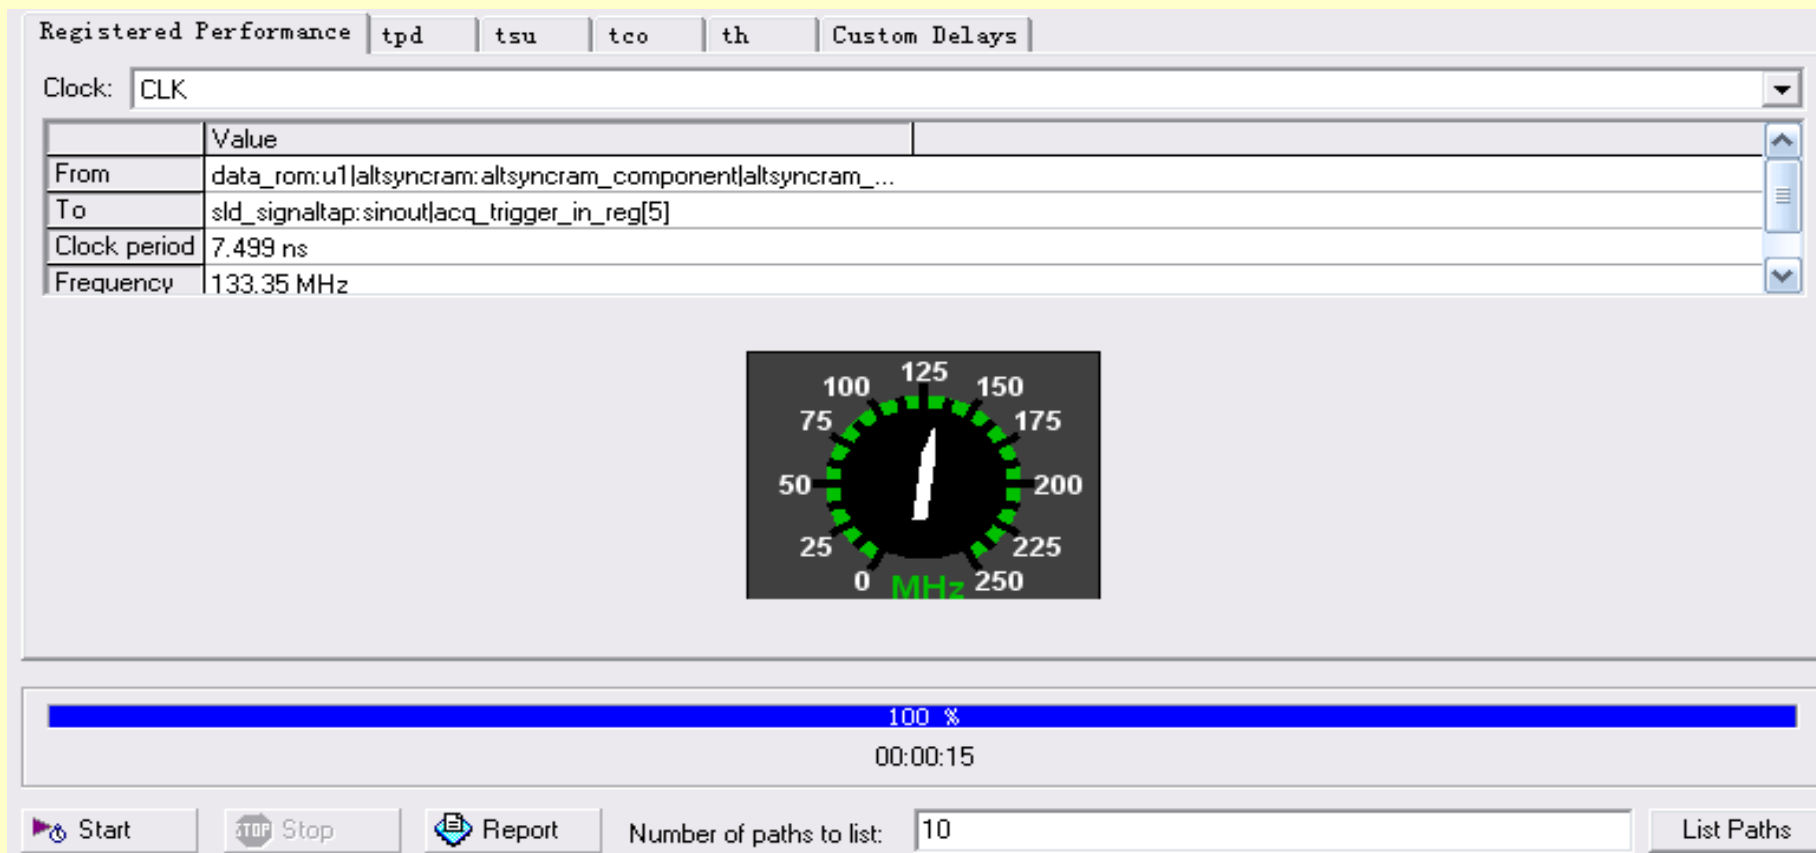 Registered Performance tpd tsu tco th Custom Delays
Clock: CLK
Value
From data_rom:u1|altsyncram:altsyncram_component|altsyncram_...
To sld_signaltap:sinout|acq_trigger_in_reg[5]
Clock period 7.499 ns
Frequency 133.35 MHz
125
100 150
75 175
50 200
25 225
0 MHz 250
100 %
00:00:15
Start STOP Stop Report Number of paths to list: 10 List Paths